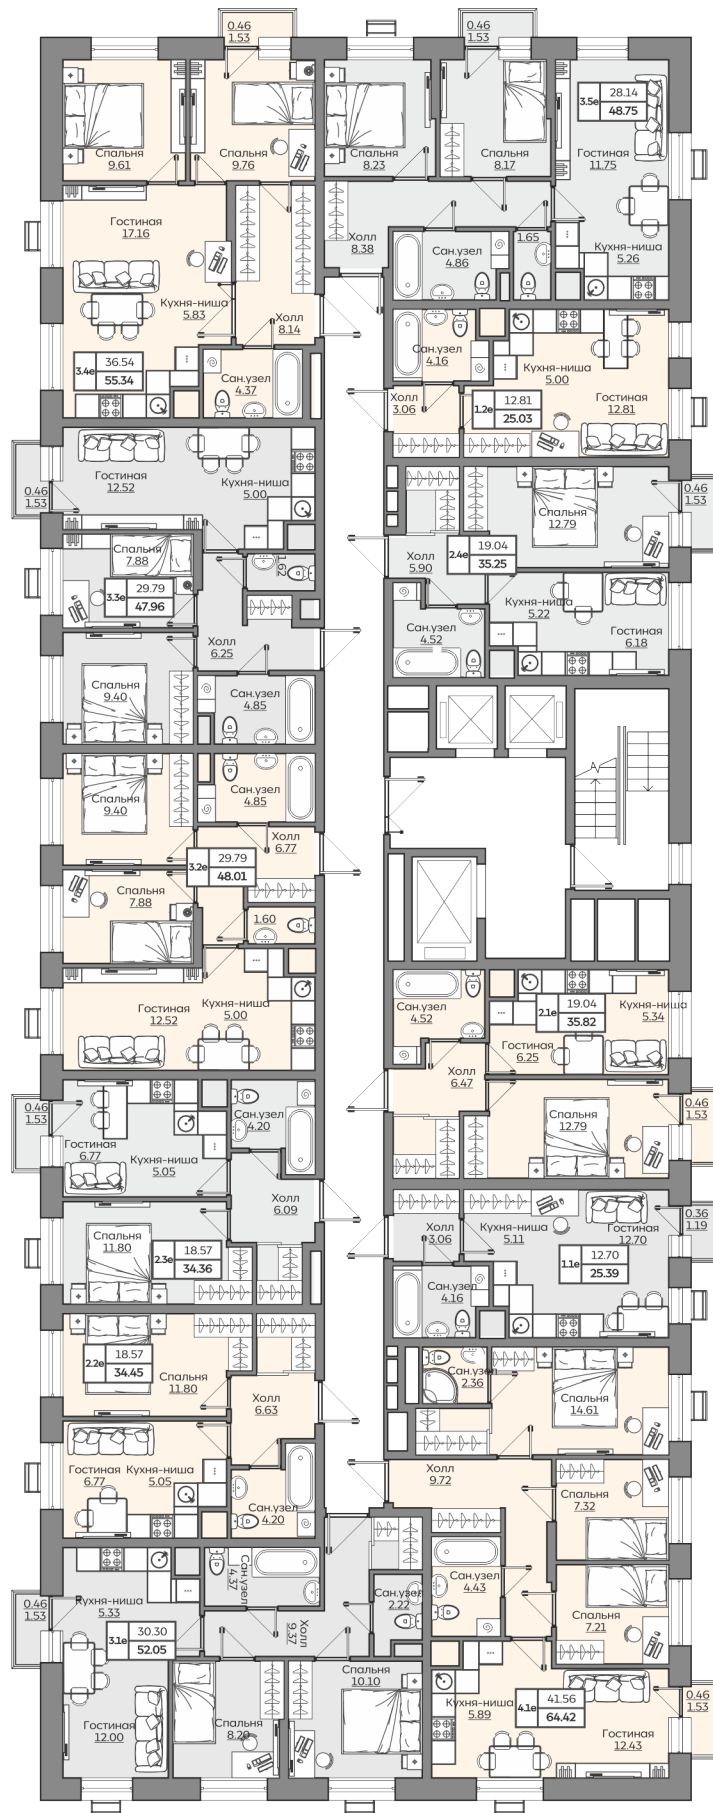 0.46
1.53
0.46
1.53
Спальня
9.61
Спальня
9.76
Спальня
8.23
Спальня
8.17
3.5е
28.14
48.75
Гостиная
11.75
Гостиная
17.16
Холл
8.38
Сан.узел
4.86
1.65
Кухня-ниша
5.26
Кухня-ниша
5.83
Холл
8.14
3.4е
36.54
55.34
Сан.узел
4.37
Сан.узел
4.16
Кухня-ниша
5.00
Холл
3.06
1.2е
12.81
25.03
Гостиная
12.81
Гостиная
12.52
Кухня-ниша
5.00
0.46
1.53
0.46
1.53
Спальня
12.79
Спальня
7.88
1.62
Холл
5.90
2.4е
19.04
35.25
3.3е
29.79
47.96
Кухня-ниша
5.22
Сан.узел
4.52
Гостиная
6.18
Холл
6.25
Спальня
9.40
Сан.узел
4.85
Спальня
9.40
Сан.узел
4.85
Холл
6.77
3.2е
29.79
48.01
Спальня
7.88
1.60
Гостиная
12.52
Кухня-ниша
5.00
Сан.узел
4.52
2.1е
19.04
35.82
Кухня-ниша
5.34
Гостиная
6.25
Холл
6.47
0.46
1.53
0.46
1.53
Сан.узел
4.20
Спальня
12.79
Гостиная
6.77
Кухня-ниша
5.05
Холл
6.09
0.36
1.19
Спальня
11.80
2.3е
18.57
34.36
Холл
3.06
Кухня-ниша
5.11
Гостиная
12.70
1.1е
12.70
25.39
Сан.узел
4.16
2.2е
18.57
34.45
Спальня
11.80
Сан.узел
2.36
Спальня
14.61
Холл
6.63
Гостиная
6.77
Кухня-ниша
5.05
Холл
9.72
Сан.узел
4.20
Спальня
7.32
Сан.узел
4.37
Сан.узел
4.43
Сан.узел
2.22
0.46
1.53
Кухня-ниша
5.33
Холл
9.37
Спальня
7.21
3.1е
30.30
52.05
Спальня
10.10
Гостиная
12.00
Спальня
8.20
Кухня-ниша
5.89
4.1е
41.56
64.42
Гостиная
12.43
0.46
1.53